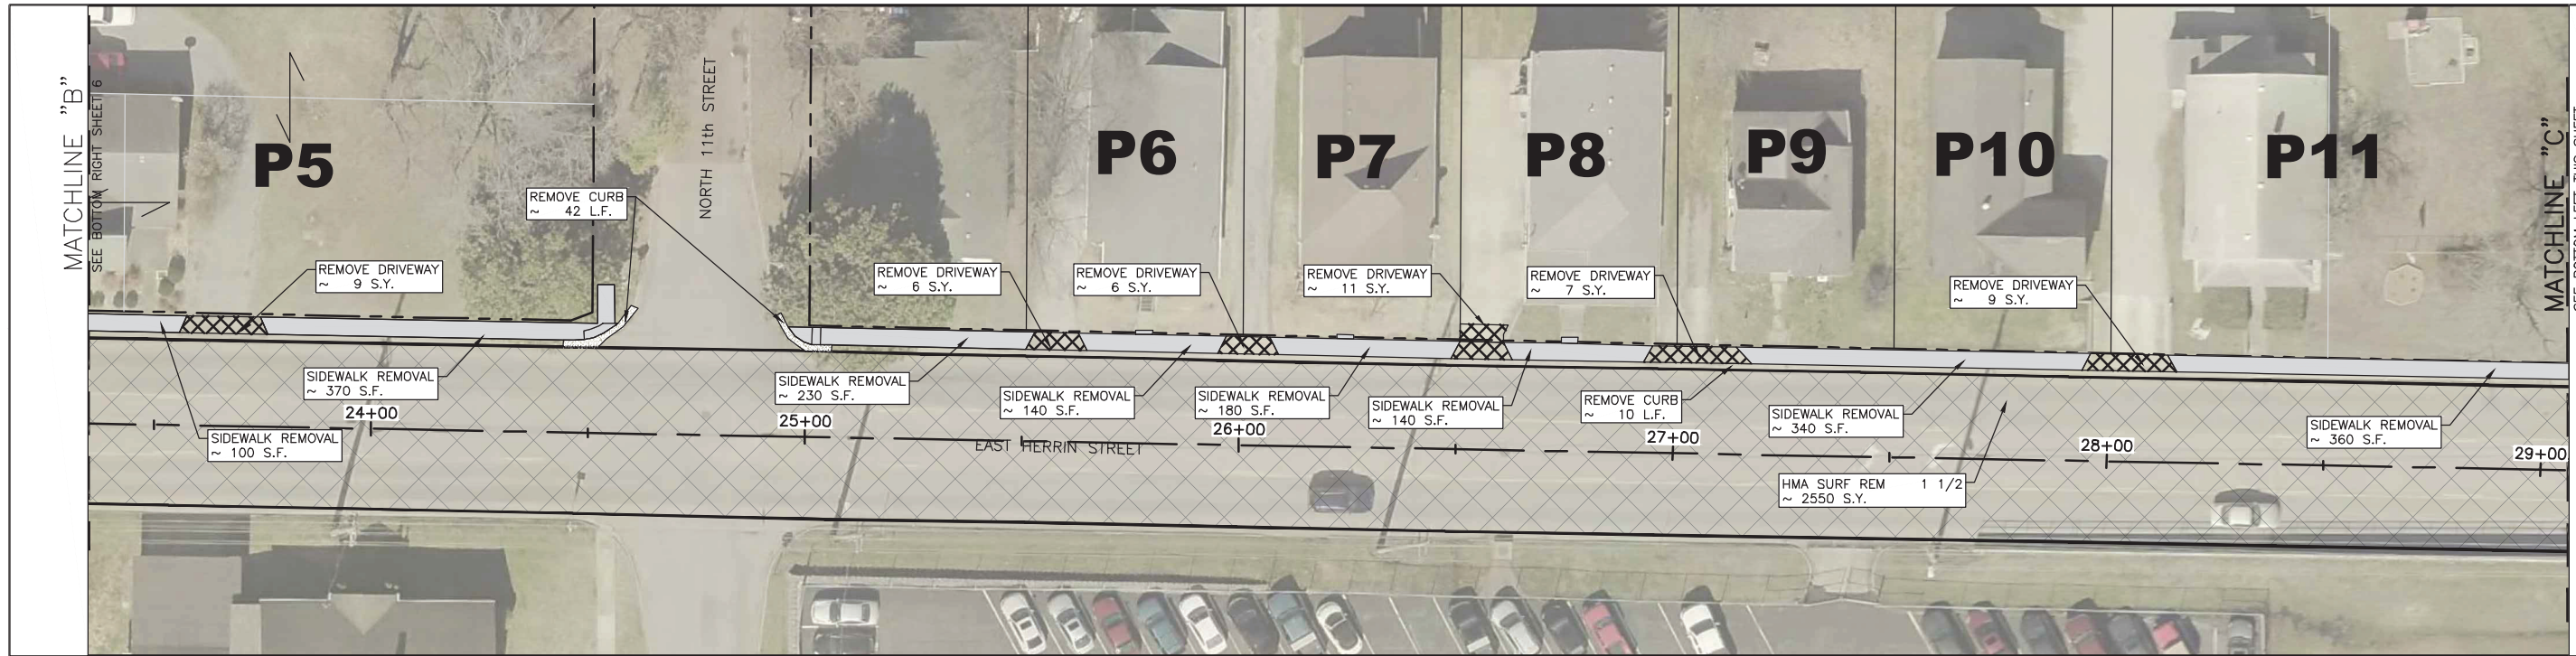 MATCHLINE "B"
SEE BOTTOM RIGHT SHEET 6
P5
NORTH 11th STREET
P6
P7
P8
P9
P10
P11
MATCHLINE "C"
REMOVE CURB
~ 42 L.F.
REMOVE DRIVEWAY
~ 9 S.Y.
REMOVE DRIVEWAY
~ 6 S.Y.
REMOVE DRIVEWAY
~ 6 S.Y.
REMOVE DRIVEWAY
~ 11 S.Y.
REMOVE DRIVEWAY
~ 7 S.Y.
REMOVE DRIVEWAY
~ 9 S.Y.
SIDEWALK REMOVAL
~ 370 S.F.
SIDEWALK REMOVAL
~ 230 S.F.
SIDEWALK REMOVAL
~ 140 S.F.
SIDEWALK REMOVAL
~ 180 S.F.
SIDEWALK REMOVAL
~ 140 S.F.
REMOVE CURB
~ 10 L.F.
SIDEWALK REMOVAL
~ 340 S.F.
SIDEWALK REMOVAL
~ 360 S.F.
SIDEWALK REMOVAL
~ 100 S.F.
24+00
25+00
26+00
27+00
28+00
29+00
EAST HERRIN STREET
HMA SURF REM 1 1/2
~ 2550 S.Y.